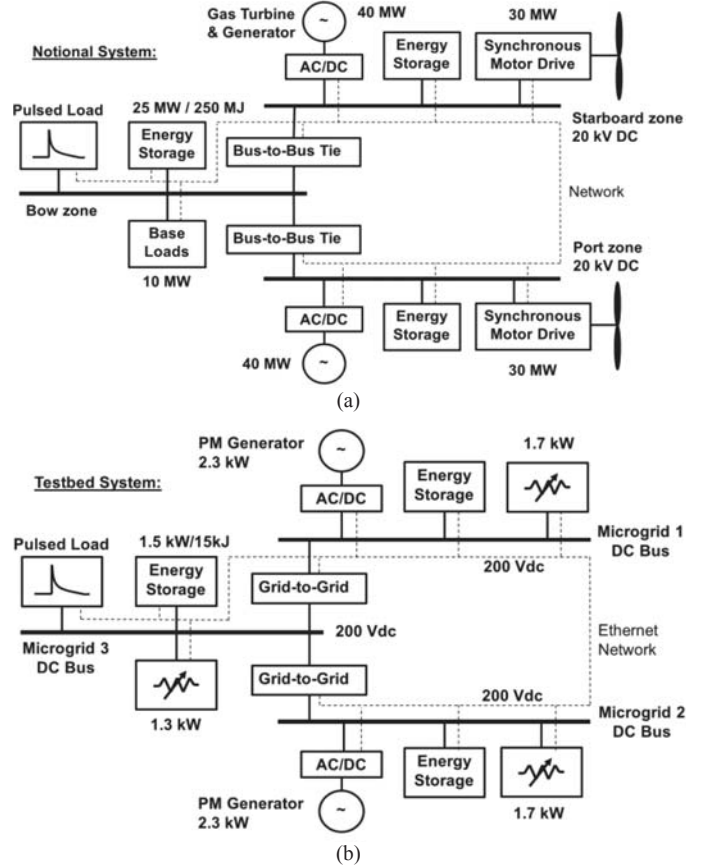 Notional System:
Gas Turbine
& Generator
~
40 MW
30 MW
AC/DC
Energy
Storage
Synchronous
Motor Drive
25 MW / 250 MJ
Pulsed Load
Energy
Storage
Starboard zone
20 kV DC
Bus-to-Bus Tie
Network
Bow zone
Base
Loads
Bus-to-Bus Tie
10 MW
Port zone
20 kV DC
AC/DC
Energy
Storage
Synchronous
Motor Drive
40 MW
~
30 MW
(a)
Testbed System:
PM Generator
2.3 kW
~
1.7 kW
AC/DC
Energy
Storage
1.5 kW/15kJ
Pulsed Load
Energy
Storage
Microgrid 1
DC Bus
200 Vdc
Grid-to-Grid
200 Vdc
Ethernet
Network
Microgrid 3
DC Bus
Grid-to-Grid
1.3 kW
200 Vdc
Microgrid 2
DC Bus
AC/DC
Energy
Storage
PM Generator
2.3 kW
~
1.7 kW
(b)